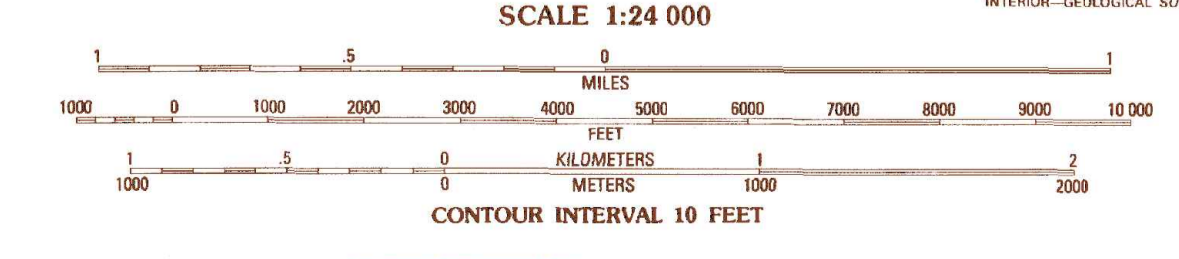 INTERIOR—GEOLOGICAL
SCALE 1:24 000
1 .5 0 1
MILES
1000 0 1000 2000 3000 4000 5000 6000 7000 8000 9000 10 000
FEET
1 .5 0 KILOMETERS 1 2
1000 0 METERS 1000 2000
CONTOUR INTERVAL 10 FEET